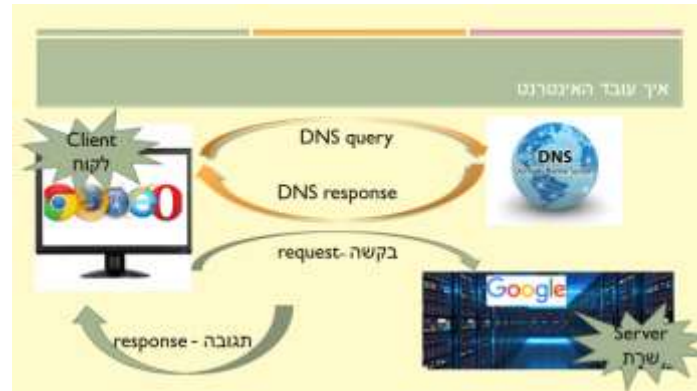 איך עובד האינטרנט
Client
לקוח
DNS query
DNS
DNS response
request- בקשה
Google
response - תגובה
Server
שרת